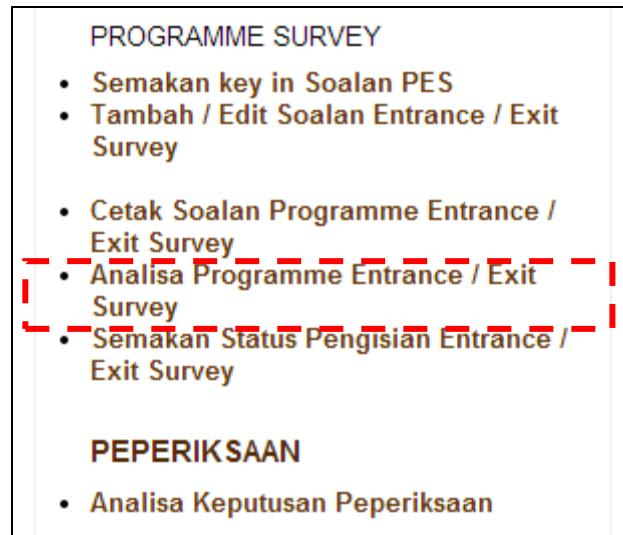 PROGRAMME SURVEY
• Semakan key in Soalan PES
• Tambah / Edit Soalan Entrance / Exit
Survey
• Cetak Soalan Programme Entrance /
Exit Survey
• Analisa Programme Entrance / Exit
Survey
• Semakan Status Pengisian Entrance /
Exit Survey
PEPERIKSAAN
• Analisa Keputusan Peperiksaan